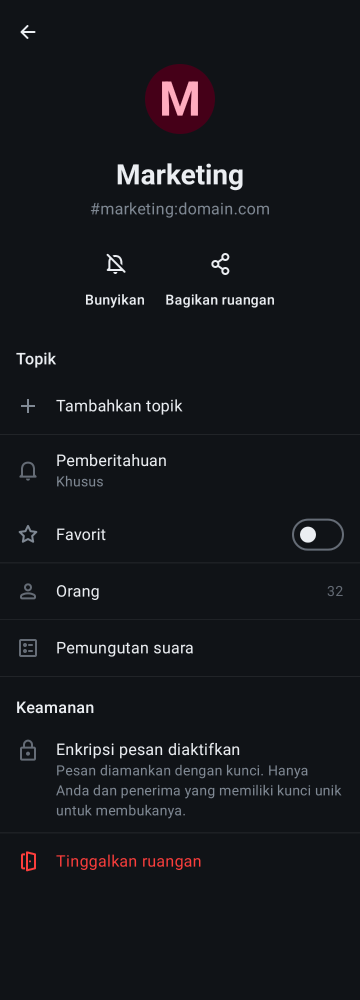 M
Marketing
#marketing:domain.com
Bunyikan
Bagikan ruangan
Topik
Tambahkan topik
Pemberitahuan
Khusus
Favorit
Orang
32
Pemungutan suara
Keamanan
Enkripsi pesan diaktifkan
Pesan diamankan dengan kunci. Hanya
Anda dan penerima yang memiliki kunci unik
untuk membukanya.
Tinggalkan ruangan